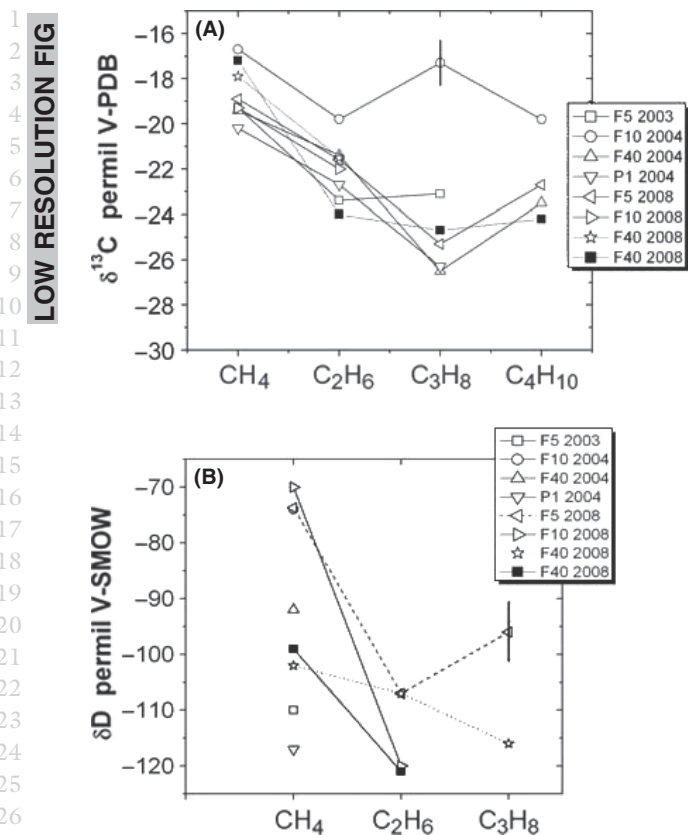 1
2
3
4
5
6
7
8
9
10
11
12
13
14
15
16
17
18
19
20
21
22
23
24
25
26
LOW RESOLUTION FIG
(A)
δ¹³C permil V-PDB
−16
−18
−20
−22
−24
−26
−28
−30
CH₄
C₂H₆
C₃H₈
C₄H₁₀
F5 2003
F10 2004
F40 2004
P1 2004
F5 2008
F10 2008
F40 2008
F40 2008
(B)
δD permil V-SMOW
−70
−80
−90
−100
−110
−120
CH₄
C₂H₆
C₃H₈
F5 2003
F10 2004
F40 2004
P1 2004
F5 2008
F10 2008
F40 2008
F40 2008